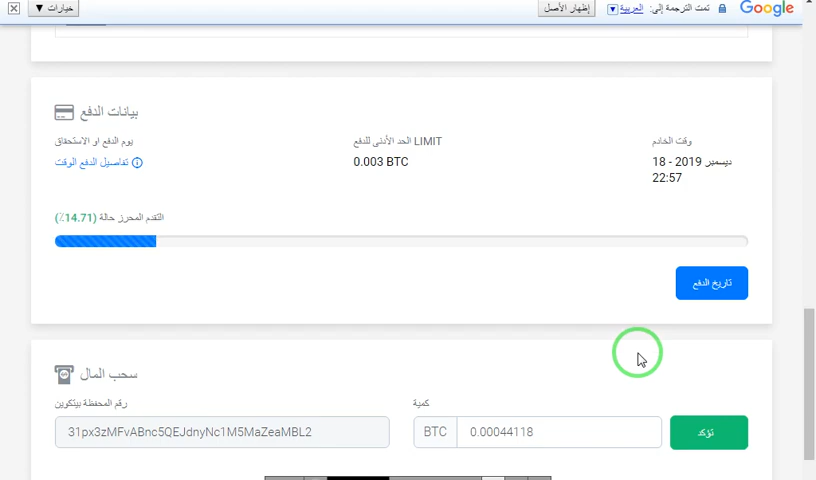 Google تمت الترجمة إلى: العربية إظهار الأصل خيارات
بيانات الدفع
وقت الخادم
ديسمبر 2019 - 18
22:57
LIMIT الحد الأدنى للدفع
0.003 BTC
يوم الدفع او الاستحقاق
تفاصيل الدفع الوقت
التقدم المحرز حالة (14.71٪)
تاريخ الدفع
سحب المال
كمية
رقم المحفظة بيتكوين
تؤكد
BTC 0.00044118
31px3zMFvABnc5QEJdnyNc1M5MaZeaMBL2